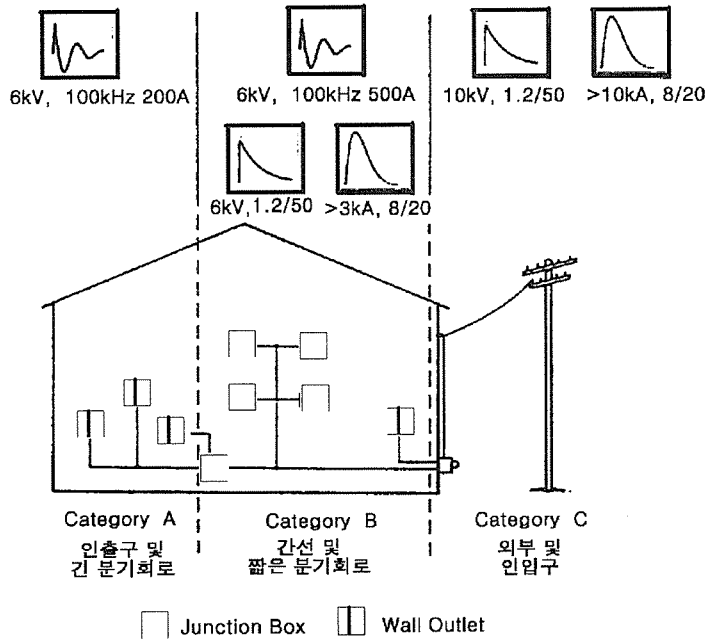 6kV, 100kHz 200A
6kV, 100kHz 500A
10kV, 1.2/50
>10kA, 8/20
6kV,1.2/50
>3kA, 8/20
Category A
인출구 및
긴 분기회로
Category B
간선 및
짧은 분기회로
Category C
외부 및
인입구
Junction Box
Wall Outlet